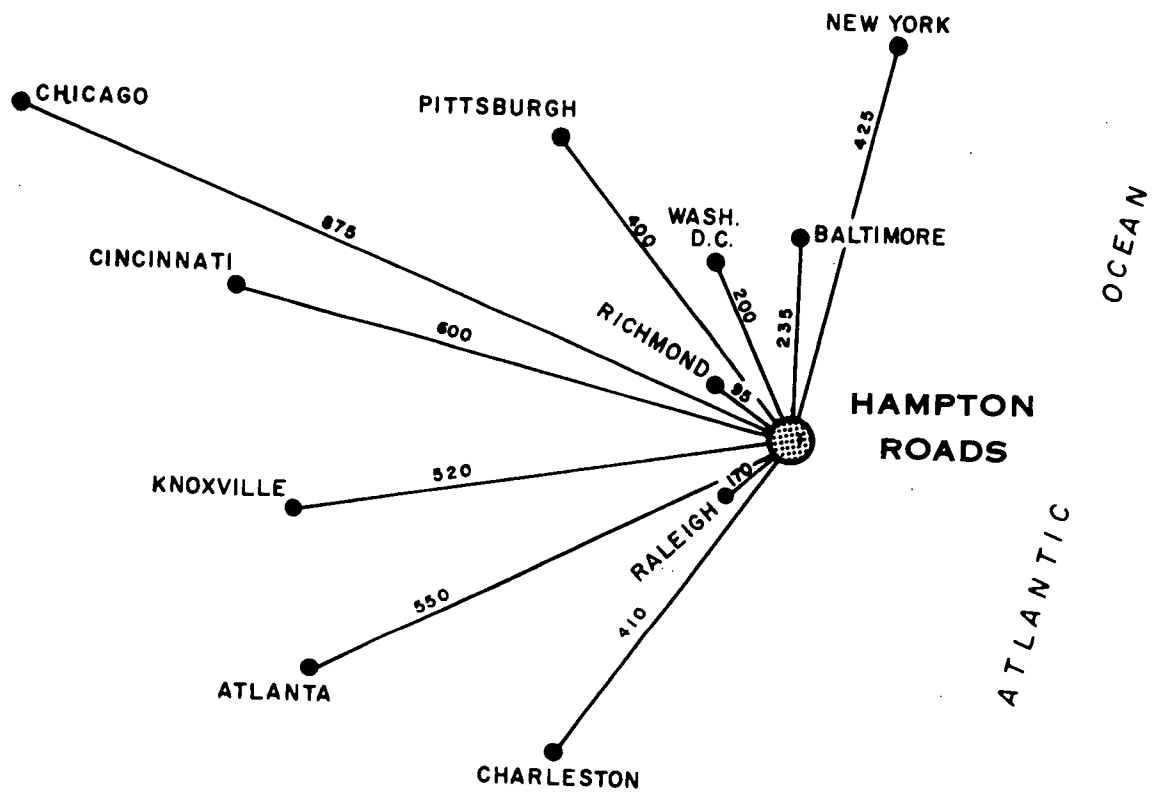 NEW YORK
CHICAGO
PITTSBURGH
425
WASH.
D.C.
400
875
BALTIMORE
OCEAN
CINCINNATI
200
235
600
RICHMOND
95
HAMPTON
ROADS
520
170
KNOXVILLE
RALEIGH
550
410
ATLANTIC
ATLANTA
CHARLESTON